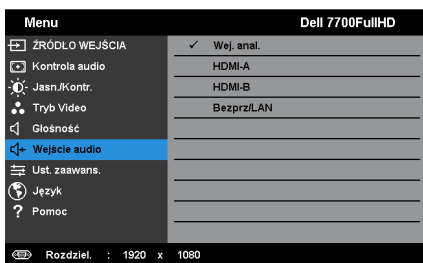 Menu Dell 7700FullHD
ŹRÓDŁO WEJŚCIA ✓ Wej. anal.
Kontrola audio HDMI-A
Jasn./Kontr. HDMI-B
Tryb Video Bezprz/LAN
Głośność
Wejście audio
Ust. zaawans.
Język
? Pomoc
Rozdziel. : 1920 x 1080